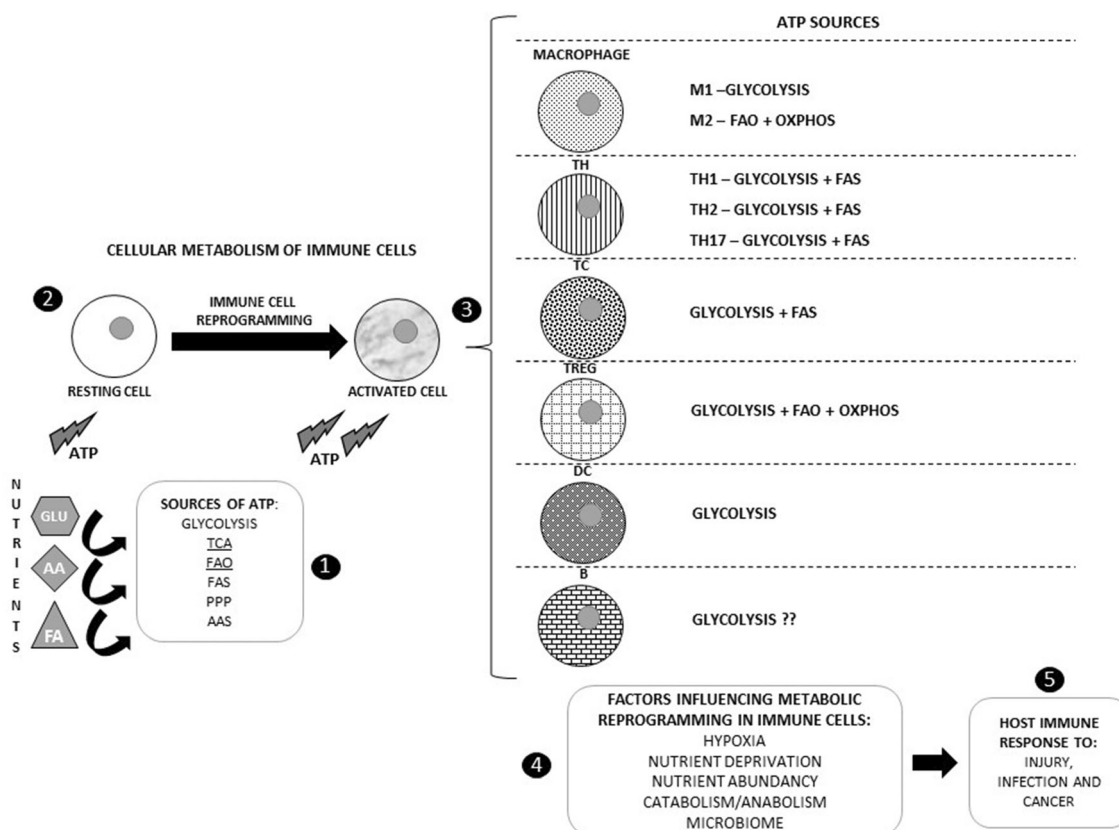 CELLULAR METABOLISM OF IMMUNE CELLS
2
IMMUNE CELL
REPROGRAMMING
RESTING CELL
ACTIVATED CELL
ATP
ATP
NUTRIENTS
GLU
AA
FA
SOURCES OF ATP:
GLYCOLYSIS
TCA
FAO
FAS
PPP
AAS
1
3
ATP SOURCES
MACROPHAGE
M1 –GLYCOLYSIS
M2 – FAO + OXPHOS
TH
TH1 – GLYCOLYSIS + FAS
TH2 – GLYCOLYSIS + FAS
TH17 – GLYCOLYSIS + FAS
TC
GLYCOLYSIS + FAS
TREG
GLYCOLYSIS + FAO + OXPHOS
DC
GLYCOLYSIS
B
GLYCOLYSIS ??
4
FACTORS INFLUENCING METABOLIC
REPROGRAMMING IN IMMUNE CELLS:
HYPOXIA
NUTRIENT DEPRIVATION
NUTRIENT ABUNDANCY
CATABOLISM/ANABOLISM
MICROBIOME
5
HOST IMMUNE
RESPONSE TO:
INJURY,
INFECTION AND
CANCER